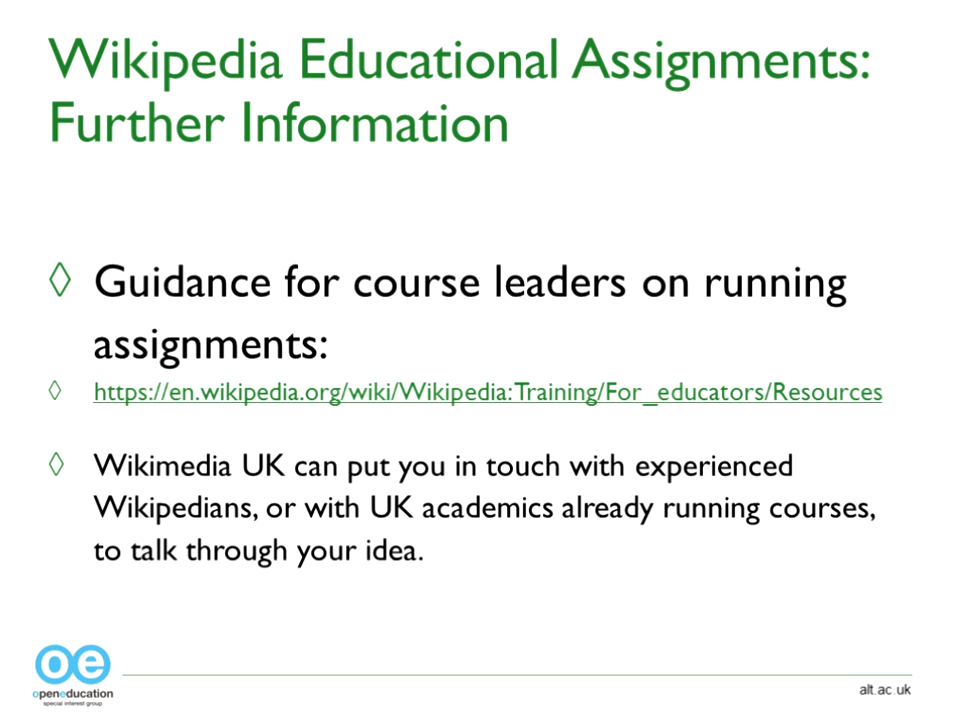 Wikipedia Educational Assignments:
Further Information
◊ Guidance for course leaders on running
assignments:
◊ https://en.wikipedia.org/wiki/Wikipedia:Training/For_educators/Resources
◊ Wikimedia UK can put you in touch with experienced
Wikipedians, or with UK academics already running courses,
to talk through your idea.
oe
openeducation
special interest group
alt.ac.uk